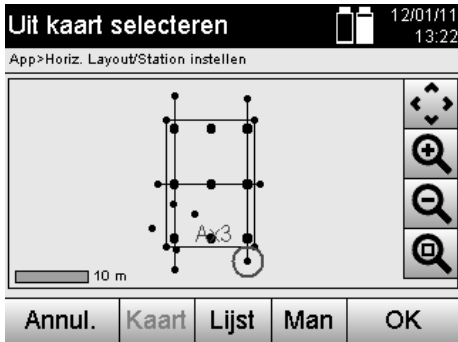 Uit kaart selecteren
12/01/11
13:22
App>Horiz. Layout/Station instellen
Ax3
10 m
Annul. Kaart Lijst Man OK